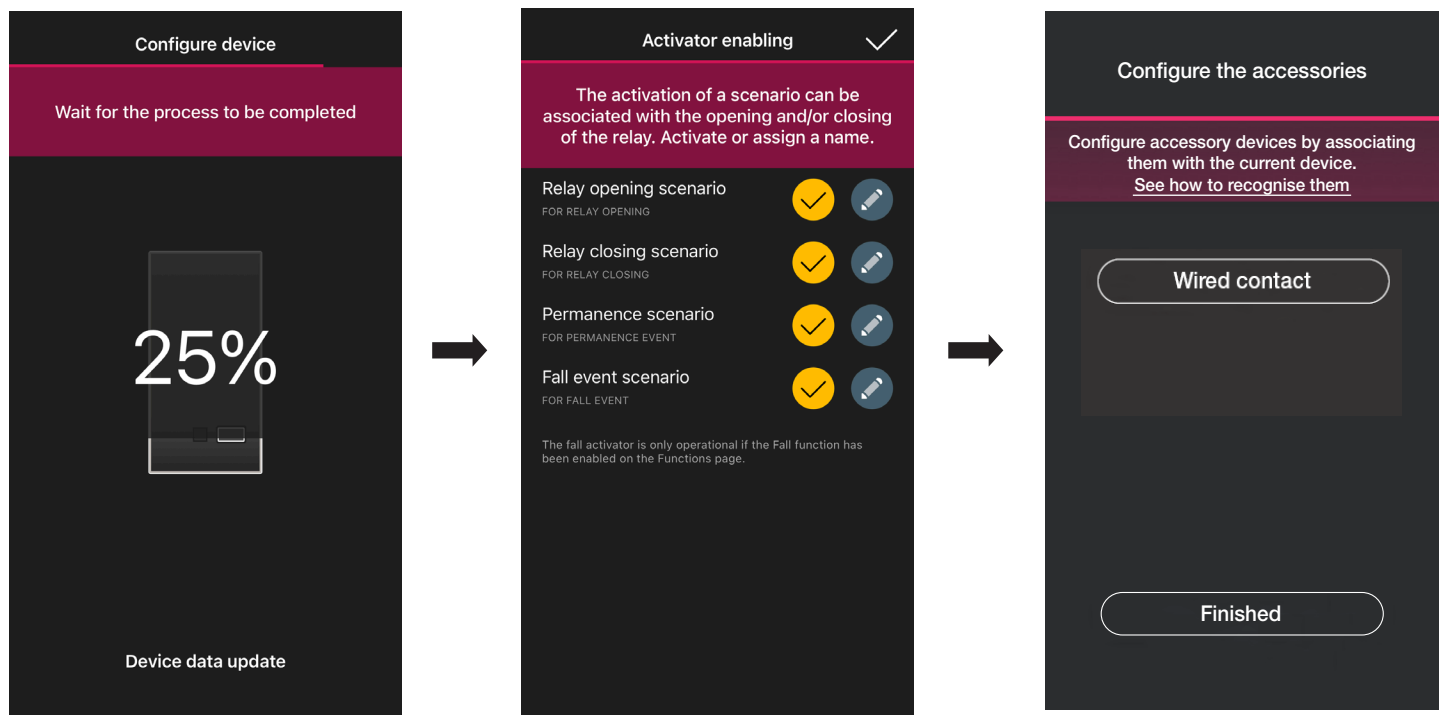 Configure device
Wait for the process to be completed
25%
Device data update
Activator enabling
The activation of a scenario can be
associated with the opening and/or closing
of the relay. Activate or assign a name.
Relay opening scenario
FOR RELAY OPENING
Relay closing scenario
FOR RELAY CLOSING
Permanence scenario
FOR PERMANENCE EVENT
Fall event scenario
FOR FALL EVENT
The fall activator is only operational if the Fall function has
been enabled on the Functions page.
Configure the accessories
Configure accessory devices by associating
them with the current device.
See how to recognise them
Wired contact
Finished